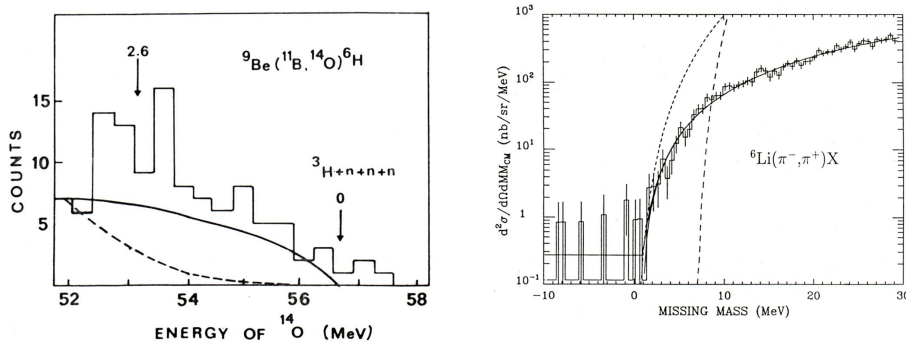 2.6
⁹Be(¹¹B,¹⁴O)⁶H
³H+n+n+n
0
15
10
5
COUNTS
52 54 56 58
ENERGY OF ¹⁴O (MeV)
10³
10²
10¹
1
10⁻¹
d²σ/dΩdMM_CM (nb/sr/MeV)
⁶Li(π⁻,π⁺)X
−10 0 10 20 30
MISSING MASS (MeV)